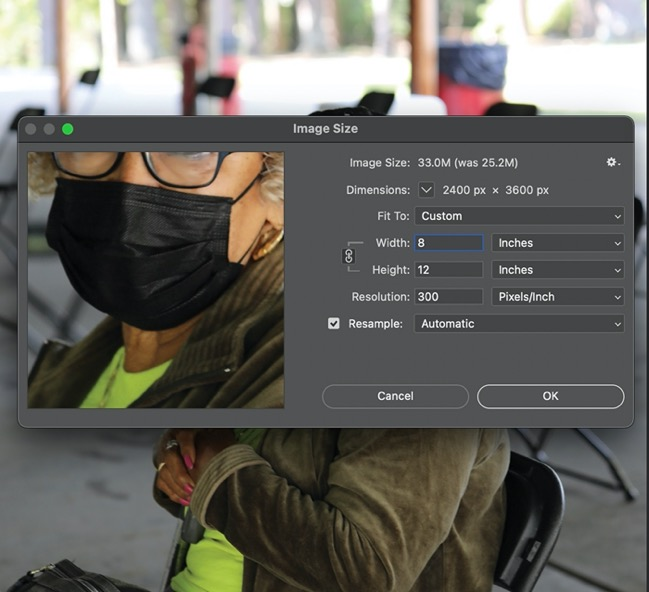 Image Size
Image Size: 33.0M (was 25.2M)
Dimensions: 2400 px × 3600 px
Fit To: Custom
Width: 8 Inches
Height: 12 Inches
Resolution: 300 Pixels/Inch
Resample: Automatic
Cancel OK